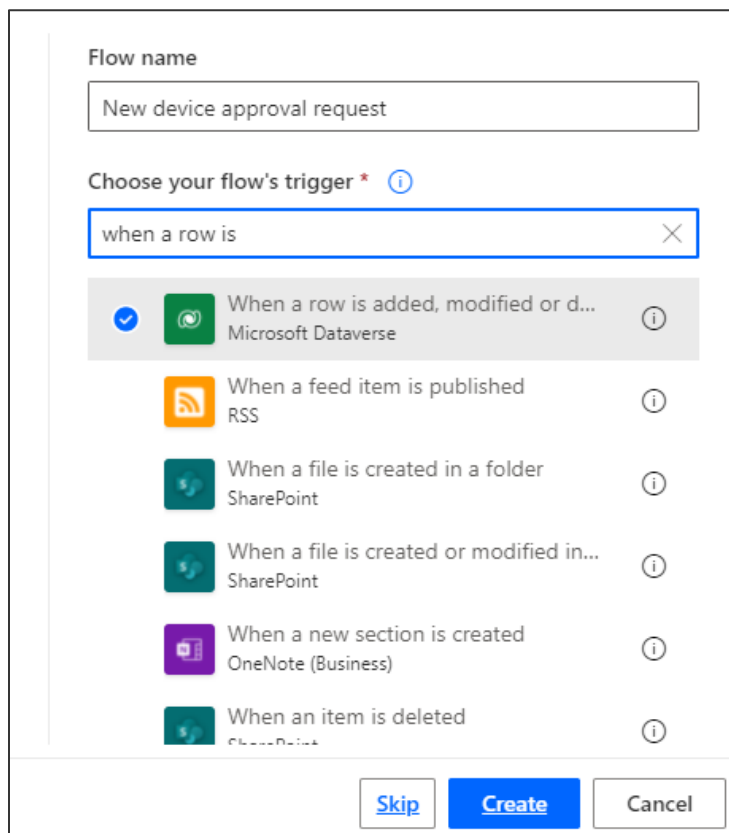 Flow name
New device approval request
Choose your flow's trigger *
when a row is
When a row is added, modified or d...
Microsoft Dataverse
When a feed item is published
RSS
When a file is created in a folder
SharePoint
When a file is created or modified in...
SharePoint
When a new section is created
OneNote (Business)
When an item is deleted
SharePoint
Skip
Create
Cancel